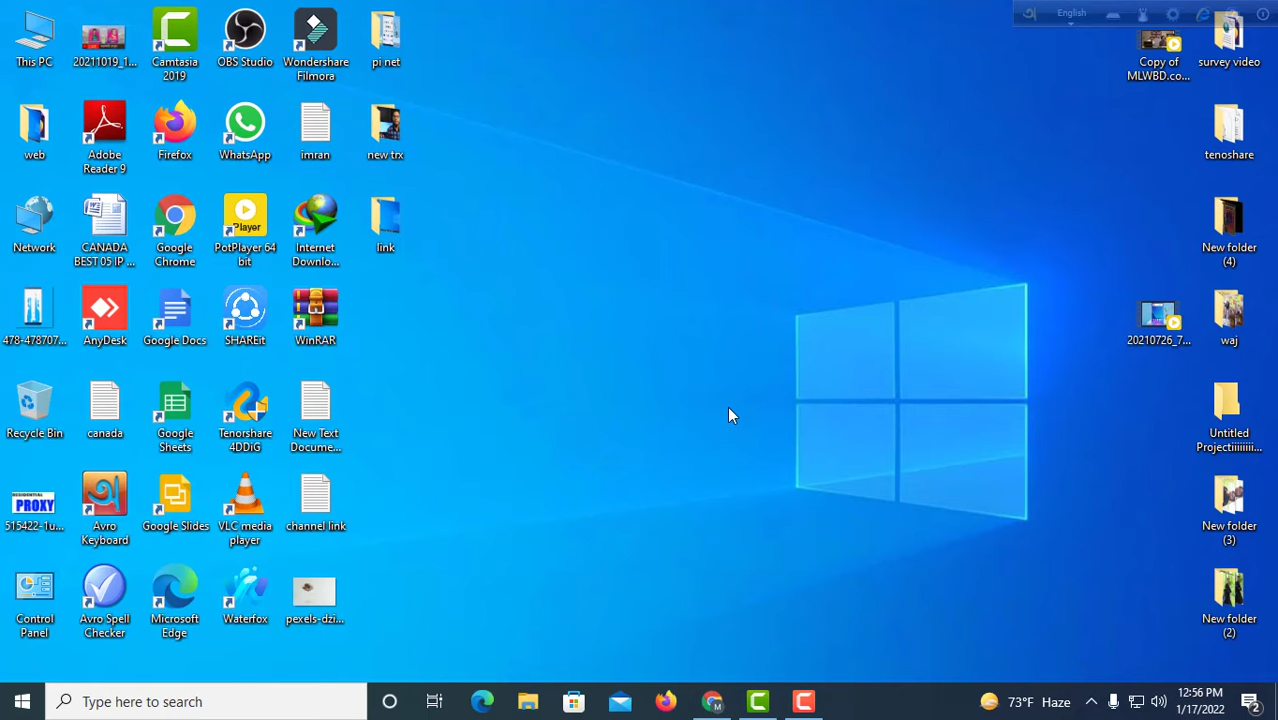 This PC
20211019_1...
Camtasia
2019
OBS Studio
Wondershare
Filmora
pi net
English
Copy of
MLWBD.co...
survey video
web
Adobe
Reader 9
Firefox
WhatsApp
imran
new trx
tenoshare
Network
CANADA
BEST 05 IP ...
Google
Chrome
Player
PotPlayer 64
bit
Internet
Downlo...
link
New folder
(4)
478-478707...
AnyDesk
Google Docs
SHAREit
WinRAR
20210726_7...
waj
Recycle Bin
canada
Google
Sheets
Tenorshare
4DDiG
New Text
Docume...
Untitled
Projectiiiiiiii...
PROXY
515422-1u...
Avro
Keyboard
Google Slides
VLC media
player
channel link
New folder
(3)
Control
Panel
Avro Spell
Checker
Microsoft
Edge
Waterfox
pexels-dzi...
New folder
(2)
Type here to search
M
73°F Haze
12:56 PM
1/17/2022
2